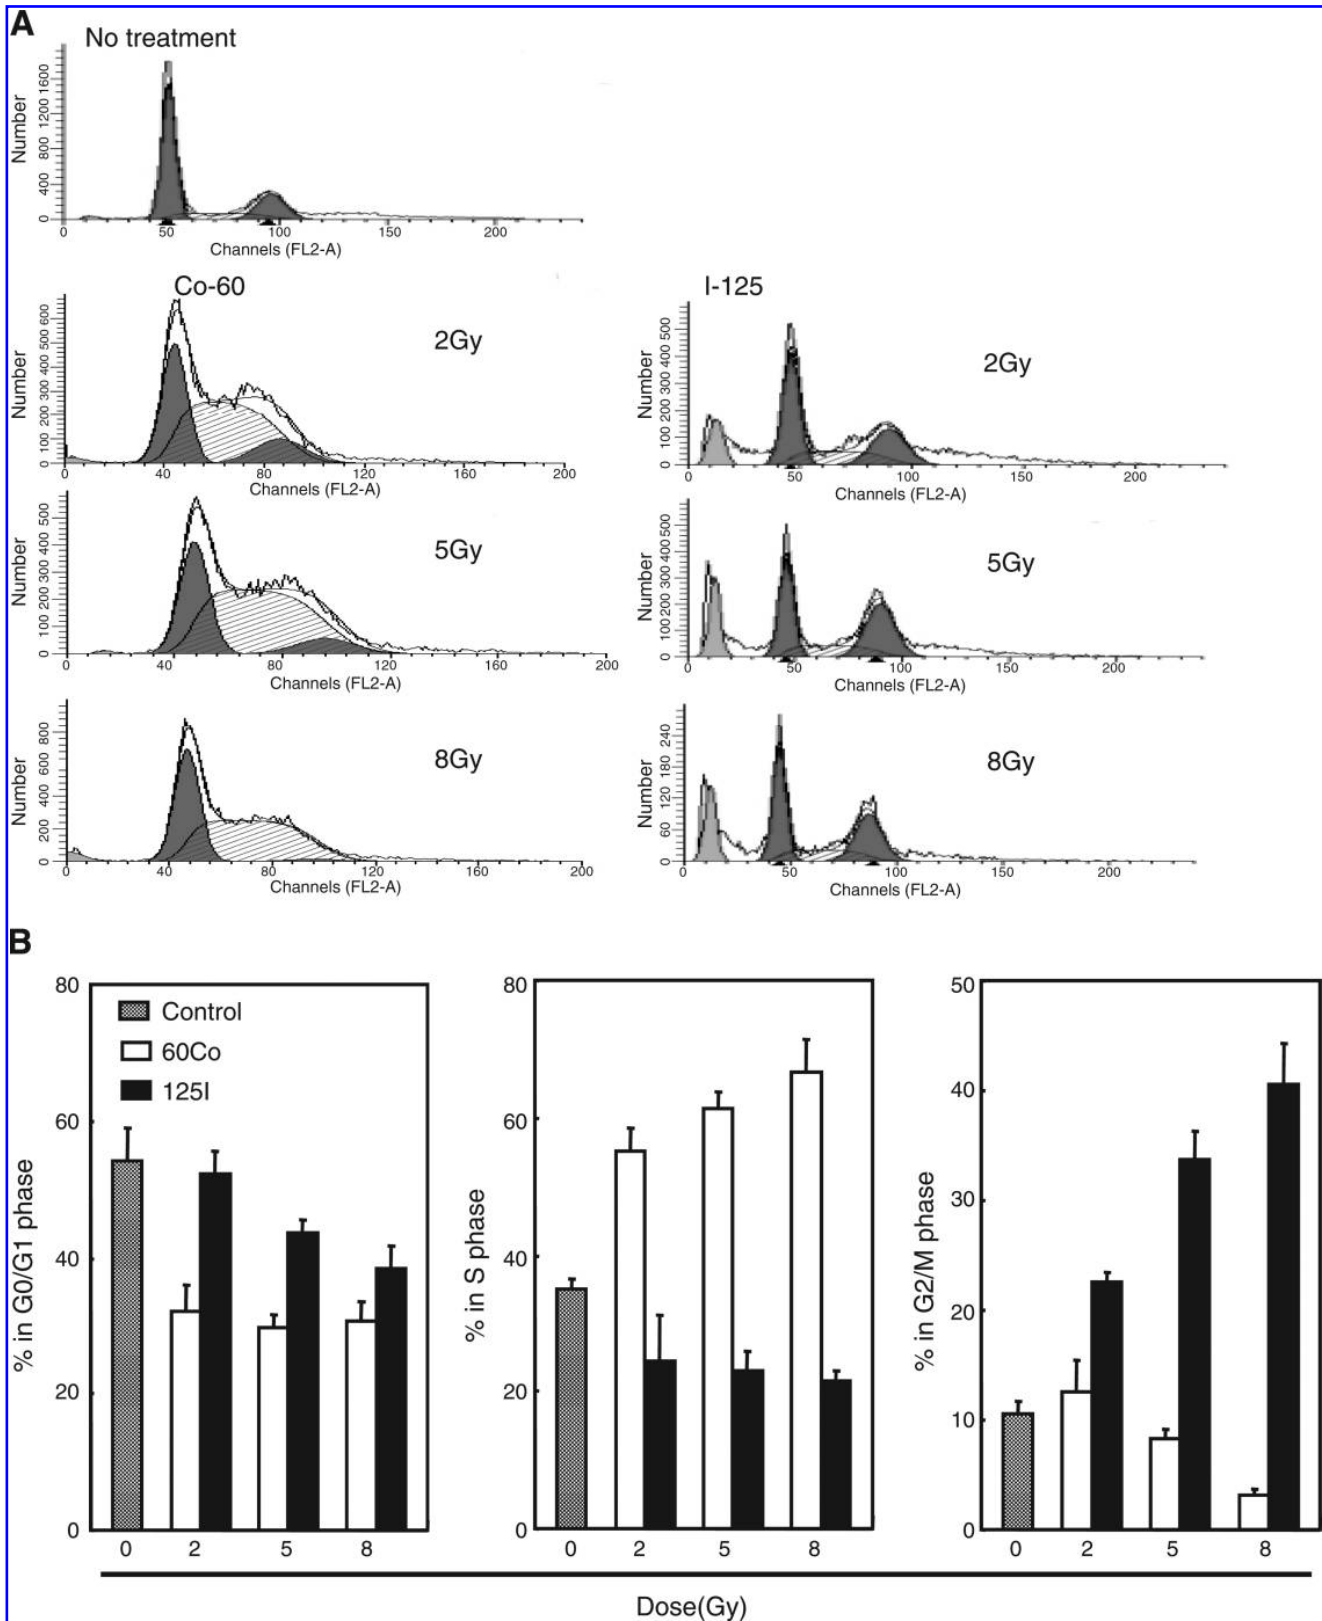 A
No treatment
Number
0 400 800 1200 1600
0 50 100 150 200
Channels (FL2-A)
Co-60
2Gy
Number
0 100 200 300 400 500 600
0 40 80 120 160 200
Channels (FL2-A)
I-125
2Gy
Number
0 100 200 300 400 500
0 50 100 150 200
Channels (FL2-A)
5Gy
Number
0 100 200 300 400 500
0 40 80 120 160 200
Channels (FL2-A)
5Gy
Number
0 100 200 300 400 500
0 50 100 150 200
Channels (FL2-A)
8Gy
Number
0 200 400 600 800
0 40 80 120 160 200
Channels (FL2-A)
8Gy
Number
0 60 120 180 240
0 50 100 150 200
Channels (FL2-A)
B
% in G0/G1 phase
80
60
40
20
0
Control
60Co
125I
0 2 5 8
% in S phase
80
60
40
20
0
0 2 5 8
% in G2/M phase
50
40
30
20
10
0
0 2 5 8
Dose(Gy)